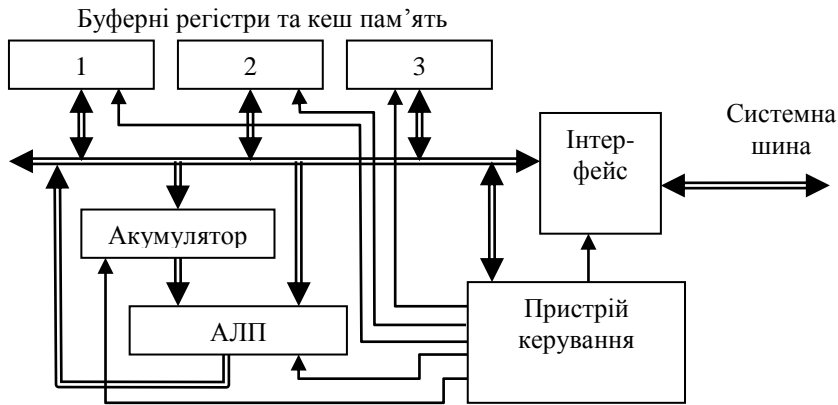 Буферні регістри та кеш пам’ять
1
2
3
Інтер-
фейс
Системна
шина
Акумулятор
АЛП
Пристрій
керування